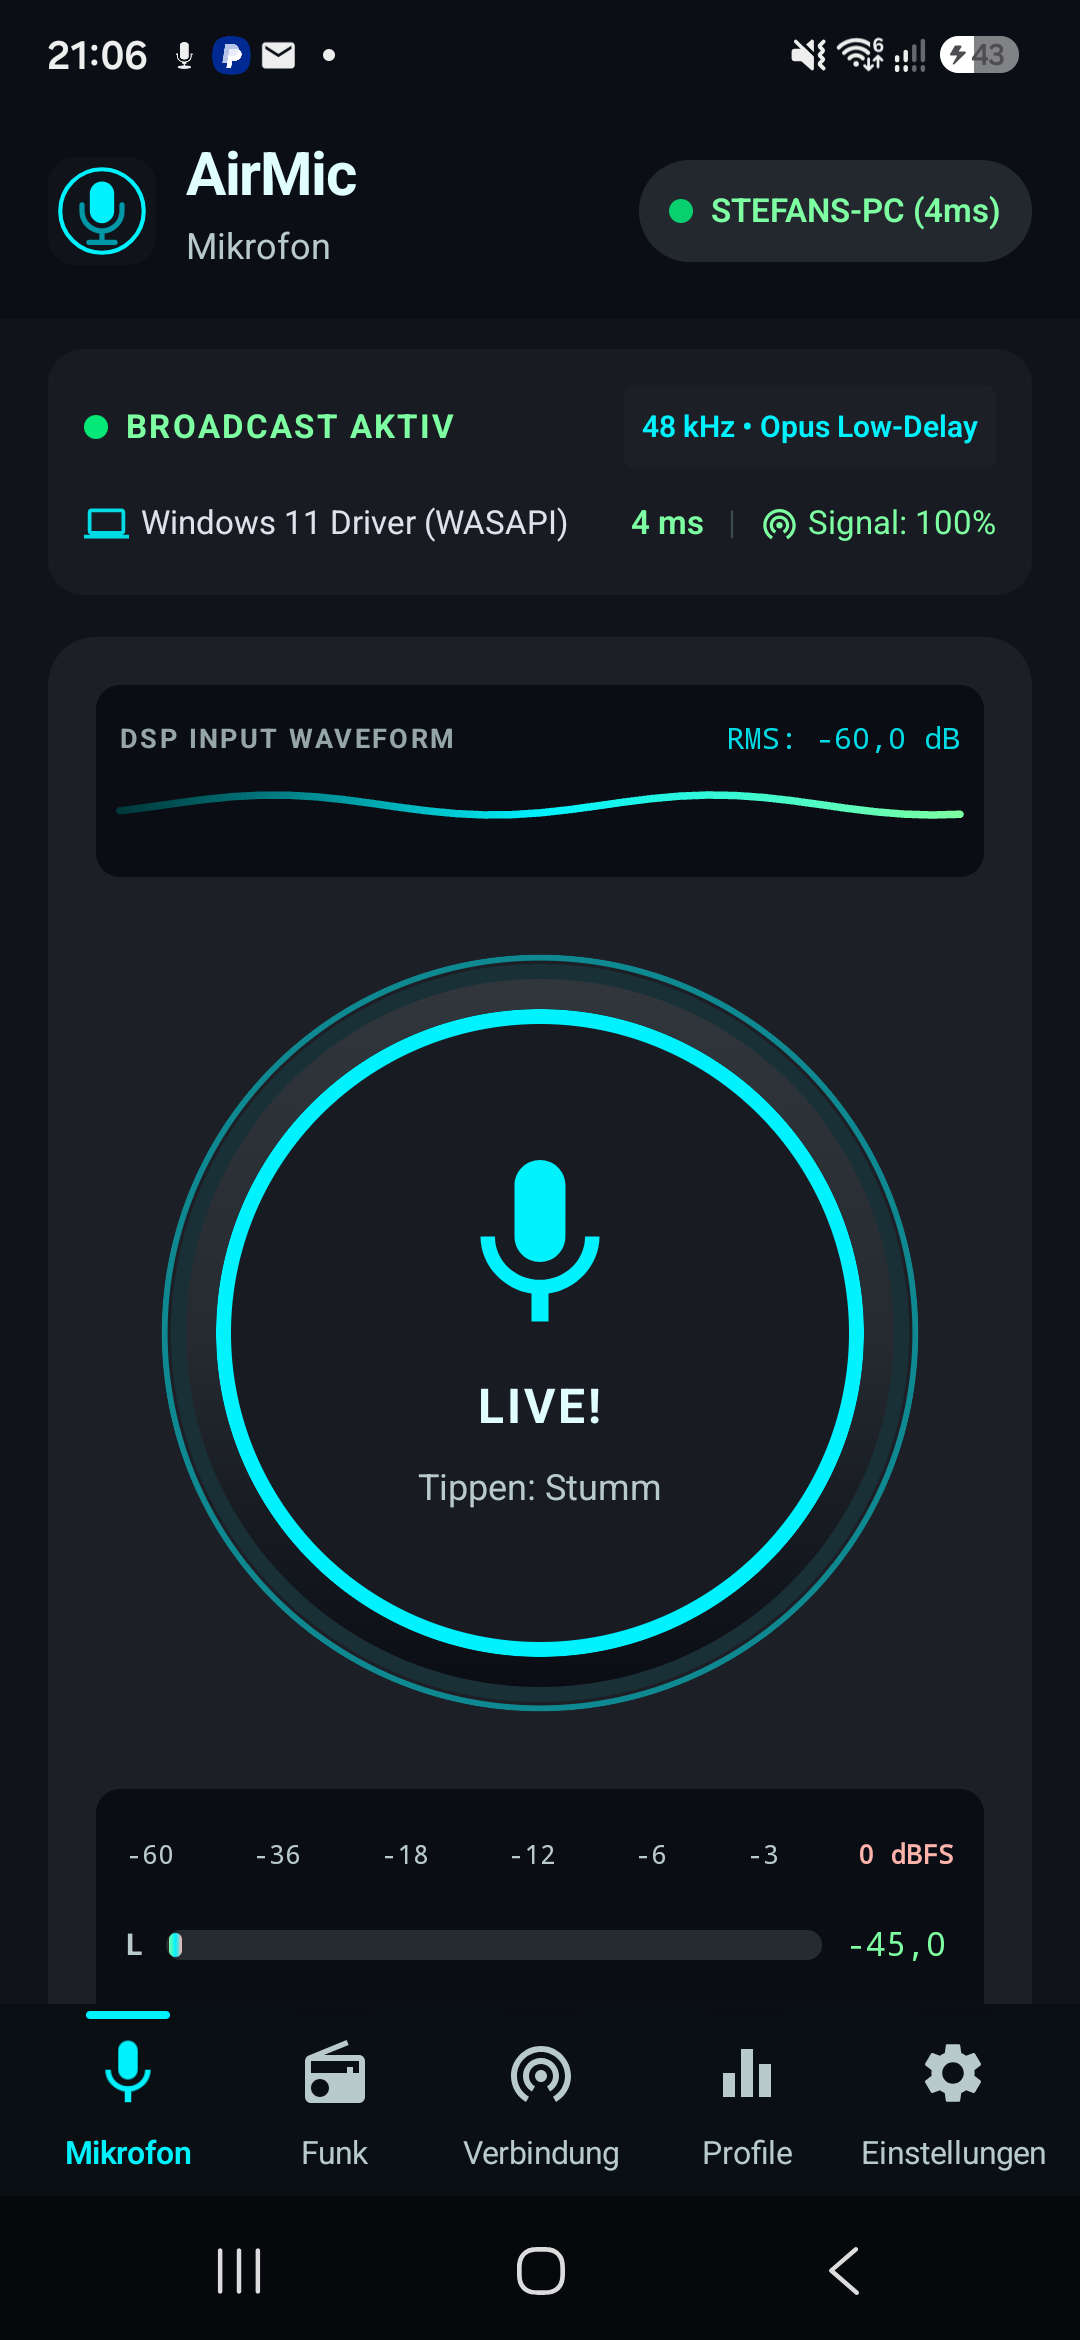 21:06
6
43
AirMic
Mikrofon
STEFANS-PC (4ms)
BROADCAST AKTIV
48 kHz • Opus Low-Delay
Windows 11 Driver (WASAPI)
4 ms | Signal: 100%
DSP INPUT WAVEFORM
RMS: -60,0 dB
LIVE!
Tippen: Stumm
-60 -36 -18 -12 -6 -3 0 dBFS
L -45,0
Mikrofon Funk Verbindung Profile Einstellungen